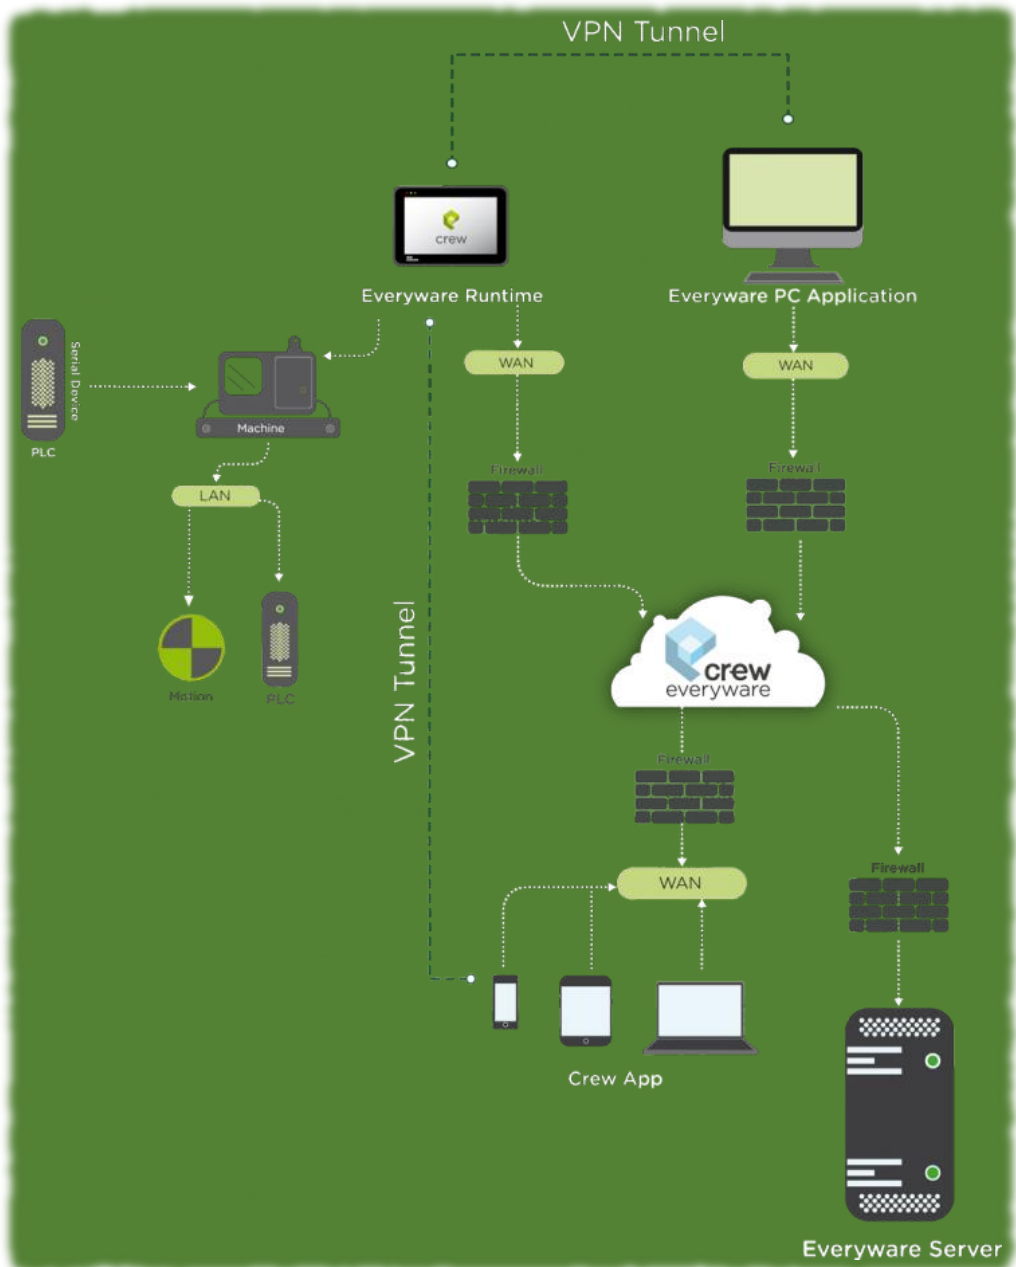 VPN Tunnel
crew
Everyware Runtime
Everyware PC Application
WAN
WAN
Serial Device
PLC
Machine
LAN
Firewall
Firewall
Motion
PLC
VPN Tunnel
crew
everyware
Firewall
WAN
Firewall
Crew App
Everyware Server